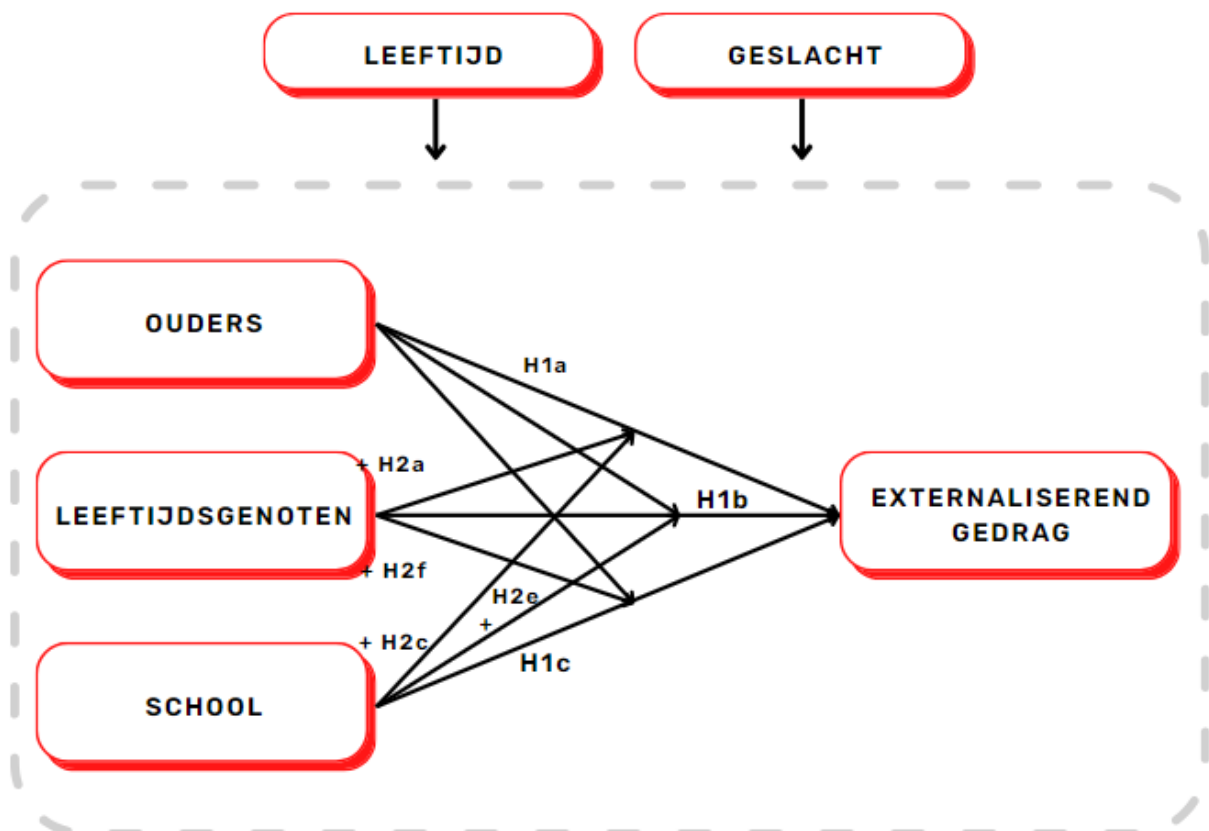 LEEFTIJD
GESLACHT
OUDERS
H1a
+ H2a
LEEFTIJDSGENOTEN
H1b
EXTERNALISEREND
GEDRAG
+ H2f
H2e
+
+ H2c
H1c
SCHOOL